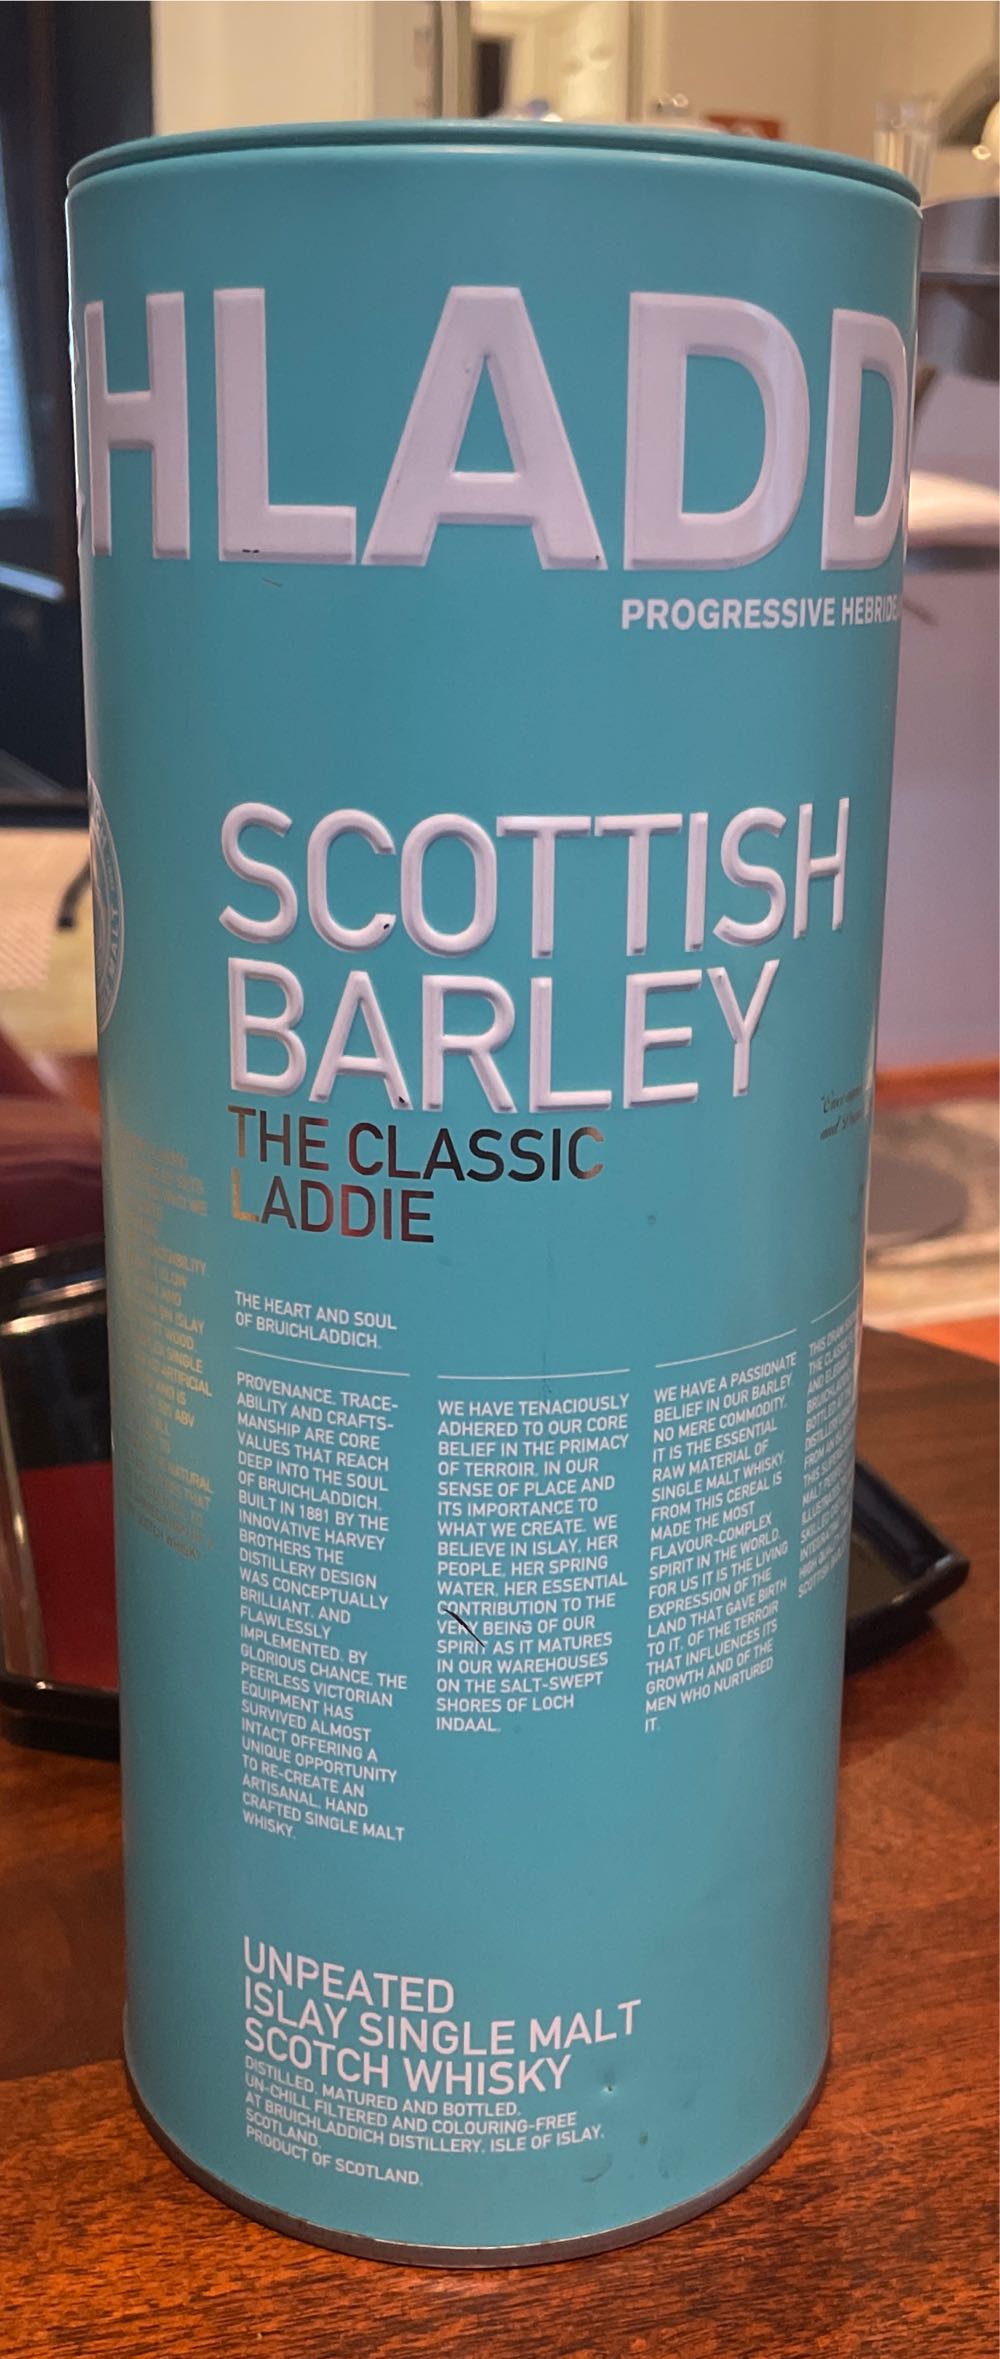 HLADD
PROGRESSIVE
SCOTTISH
BARLEY
THE CLASSIC
LADDIE
THE HEART AND SOUL
OF BRUICHLADDICH.
PROVENANCE, TRACE-
ABILITY AND CRAFTS-
MANSHIP ARE CORE
VALUES THAT REACH
DEEP INTO THE SOUL
OF BRUICHLADDICH.
BUILT IN 1881 BY THE
INNOVATIVE HARVEY
BROTHERS THE
DISTILLERY DESIGN
WAS CONCEPTUALLY
BRILLIANT, AND
FLAWLESSLY
IMPLEMENTED. BY
GLORIOUS CHANCE, THE
PEERLESS VICTORIAN
EQUIPMENT HAS
SURVIVED ALMOST
INTACT OFFERING A
UNIQUE OPPORTUNITY
TO RE-CREATE AN
ARTISANAL, HAND
CRAFTED SINGLE MALT
WHISKY.
WE HAVE TENACIOUSLY
ADHERED TO OUR CORE
BELIEF IN THE PRIMACY
OF TERROIR, IN OUR
SENSE OF PLACE AND
ITS IMPORTANCE TO
WHAT WE CREATE. WE
BELIEVE IN ISLAY, HER
PEOPLE, HER SPRING
WATER, HER ESSENTIAL
CONTRIBUTION TO THE
VERY BEING OF OUR
SPIRIT AS IT MATURES
IN OUR WAREHOUSES
ON THE SALT-SWEPT
SHORES OF LOCH
INDAAL.
WE HAVE A PASSIONATE
BELIEF IN OUR BARLEY.
NO MERE COMMODITY,
IT IS THE ESSENTIAL
RAW MATERIAL OF
SINGLE MALT WHISKY.
FROM THIS CEREAL IS
MADE THE MOST
FLAVOUR-COMPLEX
SPIRIT IN THE WORLD.
FOR US IT IS THE LIVING
EXPRESSION OF THE
LAND THAT GAVE BIRTH
TO IT, OF THE TERROIR
THAT INFLUENCES ITS
GROWTH AND OF THE
MEN WHO NURTURED
IT.
UNPEATED
ISLAY SINGLE MALT
SCOTCH WHISKY
DISTILLED, MATURED AND BOTTLED,
UN-CHILL FILTERED AND COLOURING-FREE
AT BRUICHLADDICH DISTILLERY, ISLE OF ISLAY,
SCOTLAND.
PRODUCT OF SCOTLAND.